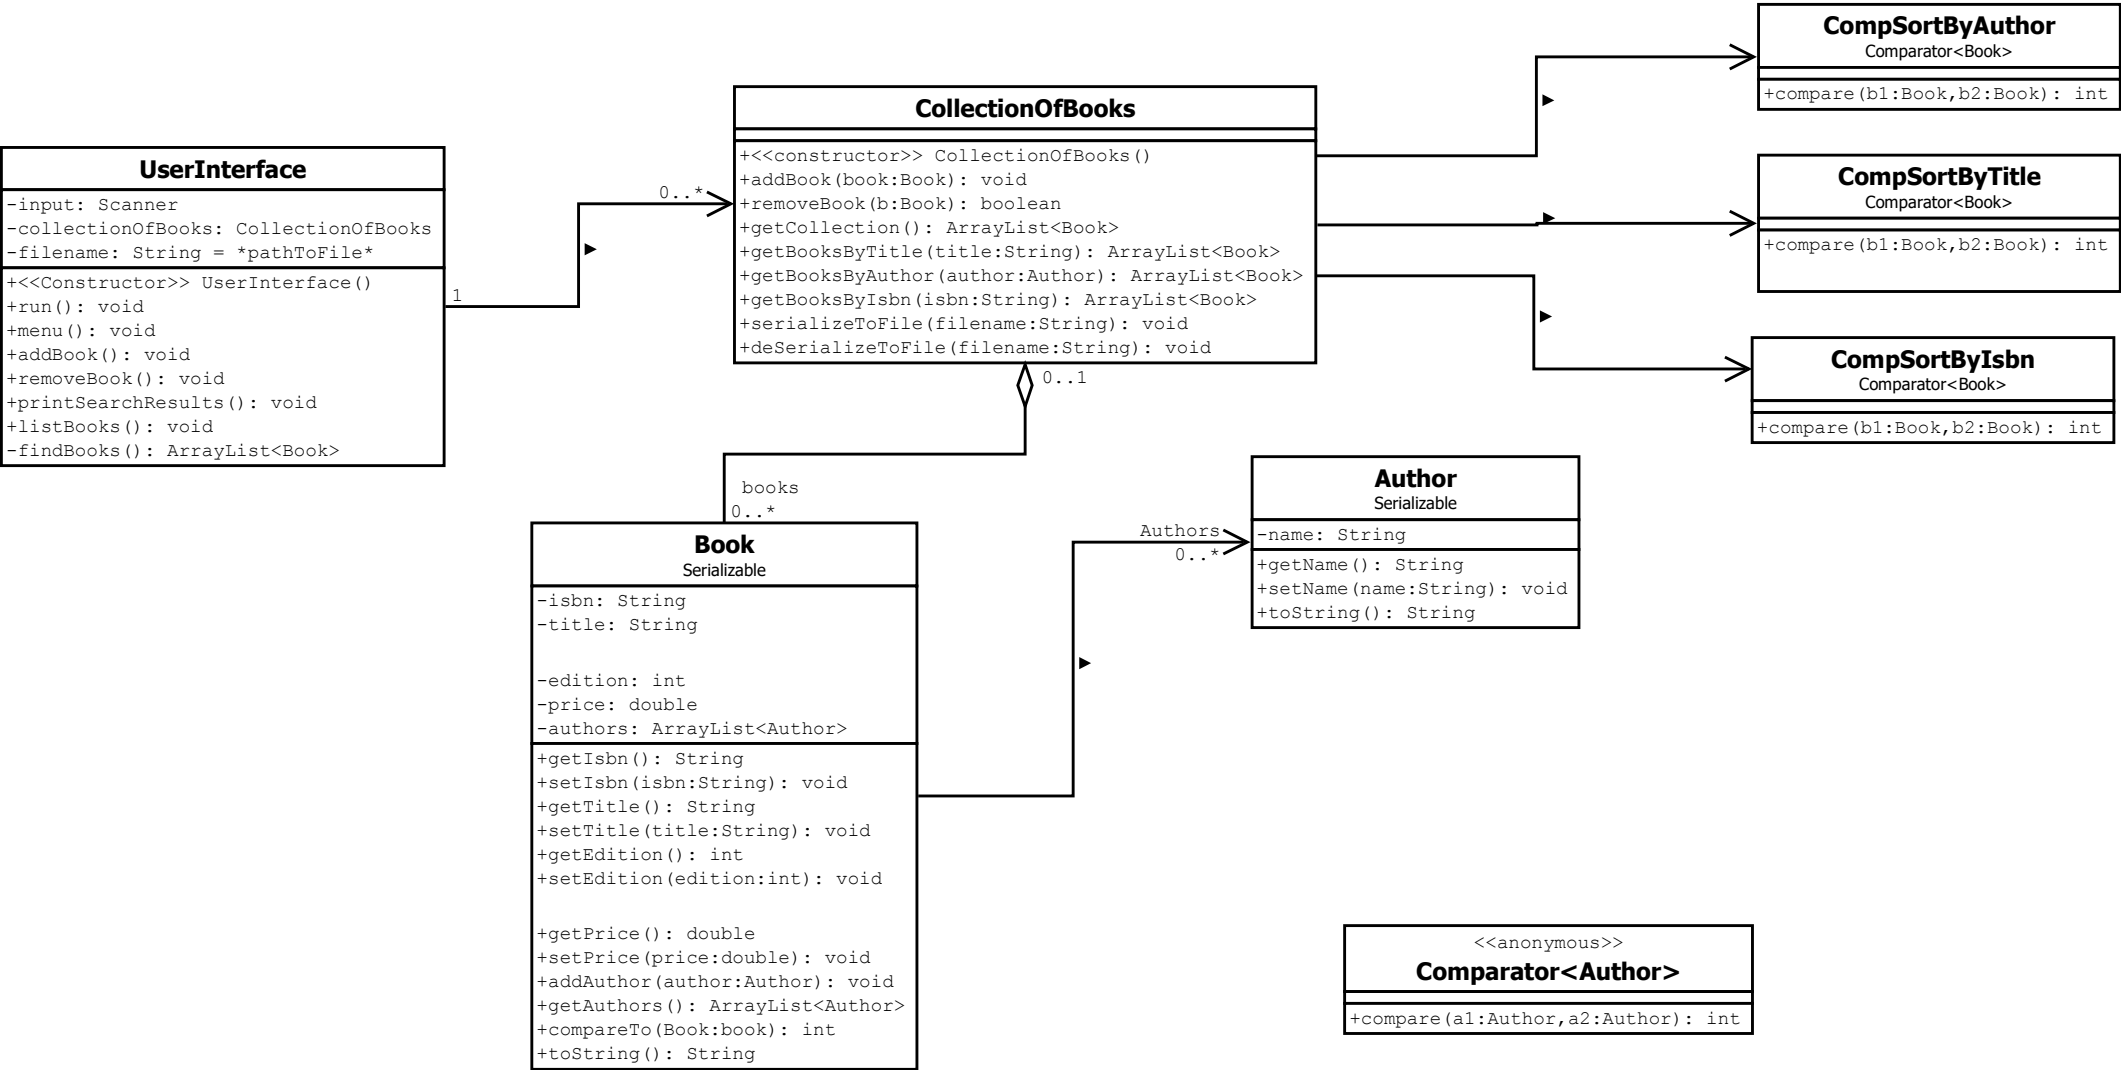 CompSortByAuthor
Comparator<Book>
+compare(b1:Book,b2:Book): int
CollectionOfBooks
+<<constructor>> CollectionOfBooks()
+addBook(book:Book): void
+removeBook(b:Book): boolean
+getCollection(): ArrayList<Book>
+getBooksByTitle(title:String): ArrayList<Book>
+getBooksByAuthor(author:Author): ArrayList<Book>
+getBooksByIsbn(isbn:String): ArrayList<Book>
+serializeToFile(filename:String): void
+deSerializeToFile(filename:String): void
UserInterface
-input: Scanner
-collectionOfBooks: CollectionOfBooks
-filename: String = *pathToFile*
+<<Constructor>> UserInterface()
+run(): void
+menu(): void
+addBook(): void
+removeBook(): void
+printSearchResults(): void
+listBooks(): void
-findBooks(): ArrayList<Book>
1
0..*
CompSortByTitle
Comparator<Book>
+compare(b1:Book,b2:Book): int
CompSortByIsbn
Comparator<Book>
+compare(b1:Book,b2:Book): int
0..1
books
0..*
Book
Serializable
-isbn: String
-title: String
-edition: int
-price: double
-authors: ArrayList<Author>
+getIsbn(): String
+setIsbn(isbn:String): void
+getTitle(): String
+setTitle(title:String): void
+getEdition(): int
+setEdition(edition:int): void
+getPrice(): double
+setPrice(price:double): void
+addAuthor(author:Author): void
+getAuthors(): ArrayList<Author>
+compareTo(Book:book): int
+toString(): String
Authors
0..*
Author
Serializable
-name: String
+getName(): String
+setName(name:String): void
+toString(): String
<<anonymous>>
Comparator<Author>
+compare(a1:Author,a2:Author): int